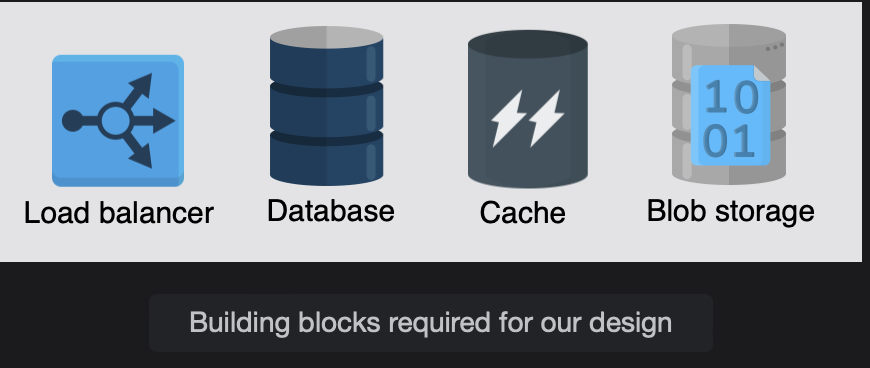 10
01
Load balancer
Database
Cache
Blob storage
Building blocks required for our design